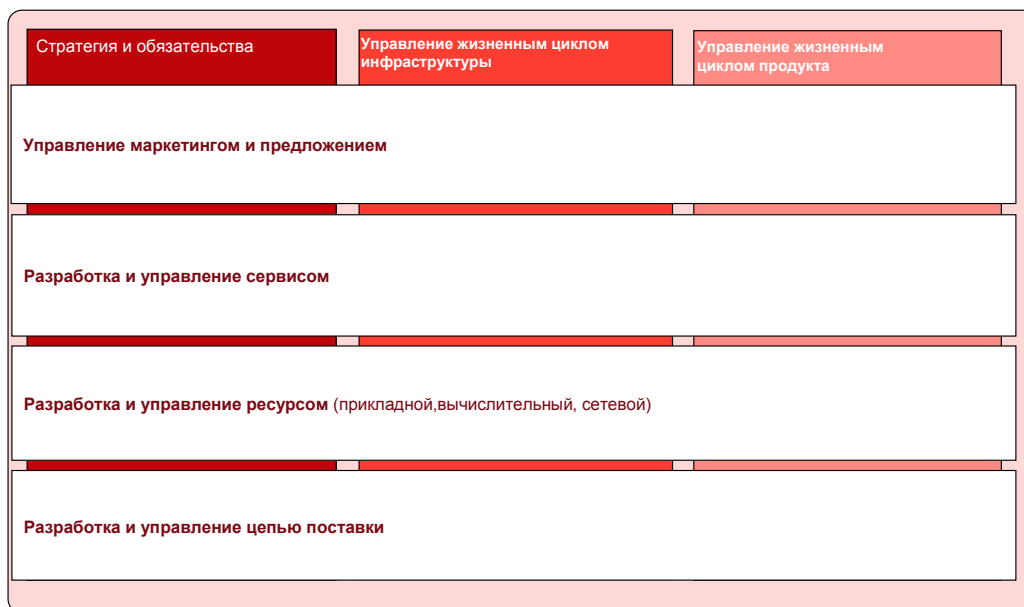 Стратегия и обязательства
Управление жизненным циклом
инфраструктуры
Управление жизненным
циклом продукта
Управление маркетингом и предложением
Разработка и управление сервисом
Разработка и управление ресурсом (прикладной,вычислительный, сетевой)
Разработка и управление цепью поставки